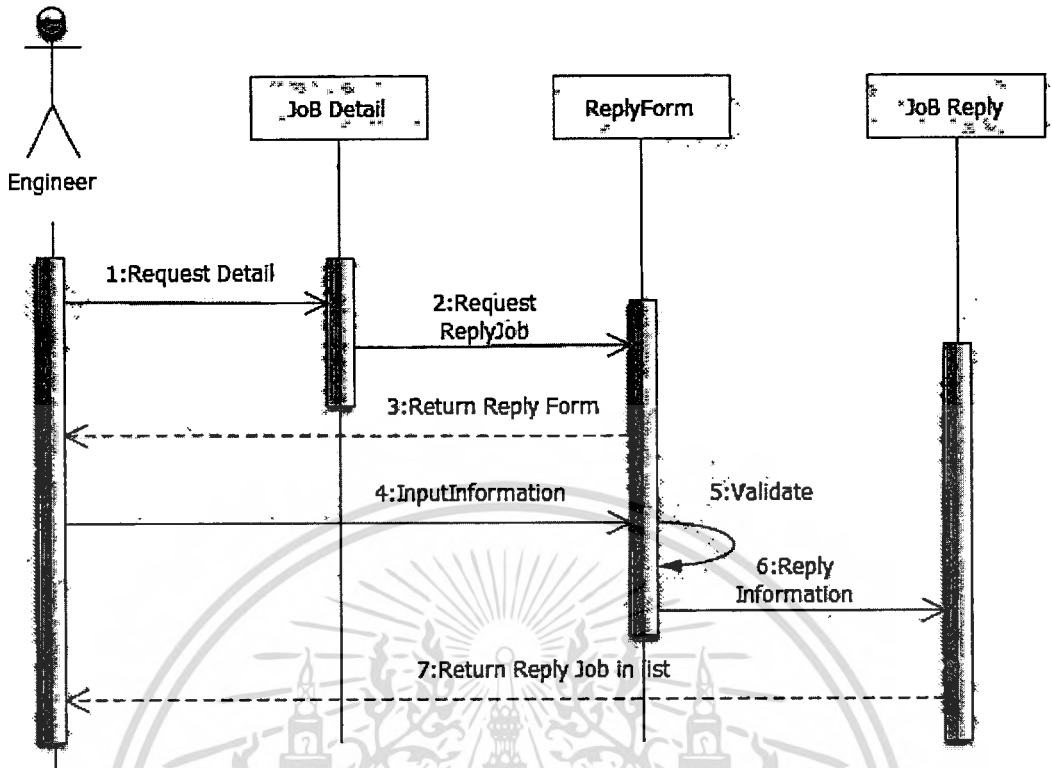 JoB Detail
ReplyForm
JoB Reply
Engineer
1:Request Detail
2:Request
ReplyJob
3:Return Reply Form
4:InputInformation
5:Validate
6:Reply
Information
7:Return Reply Job in list